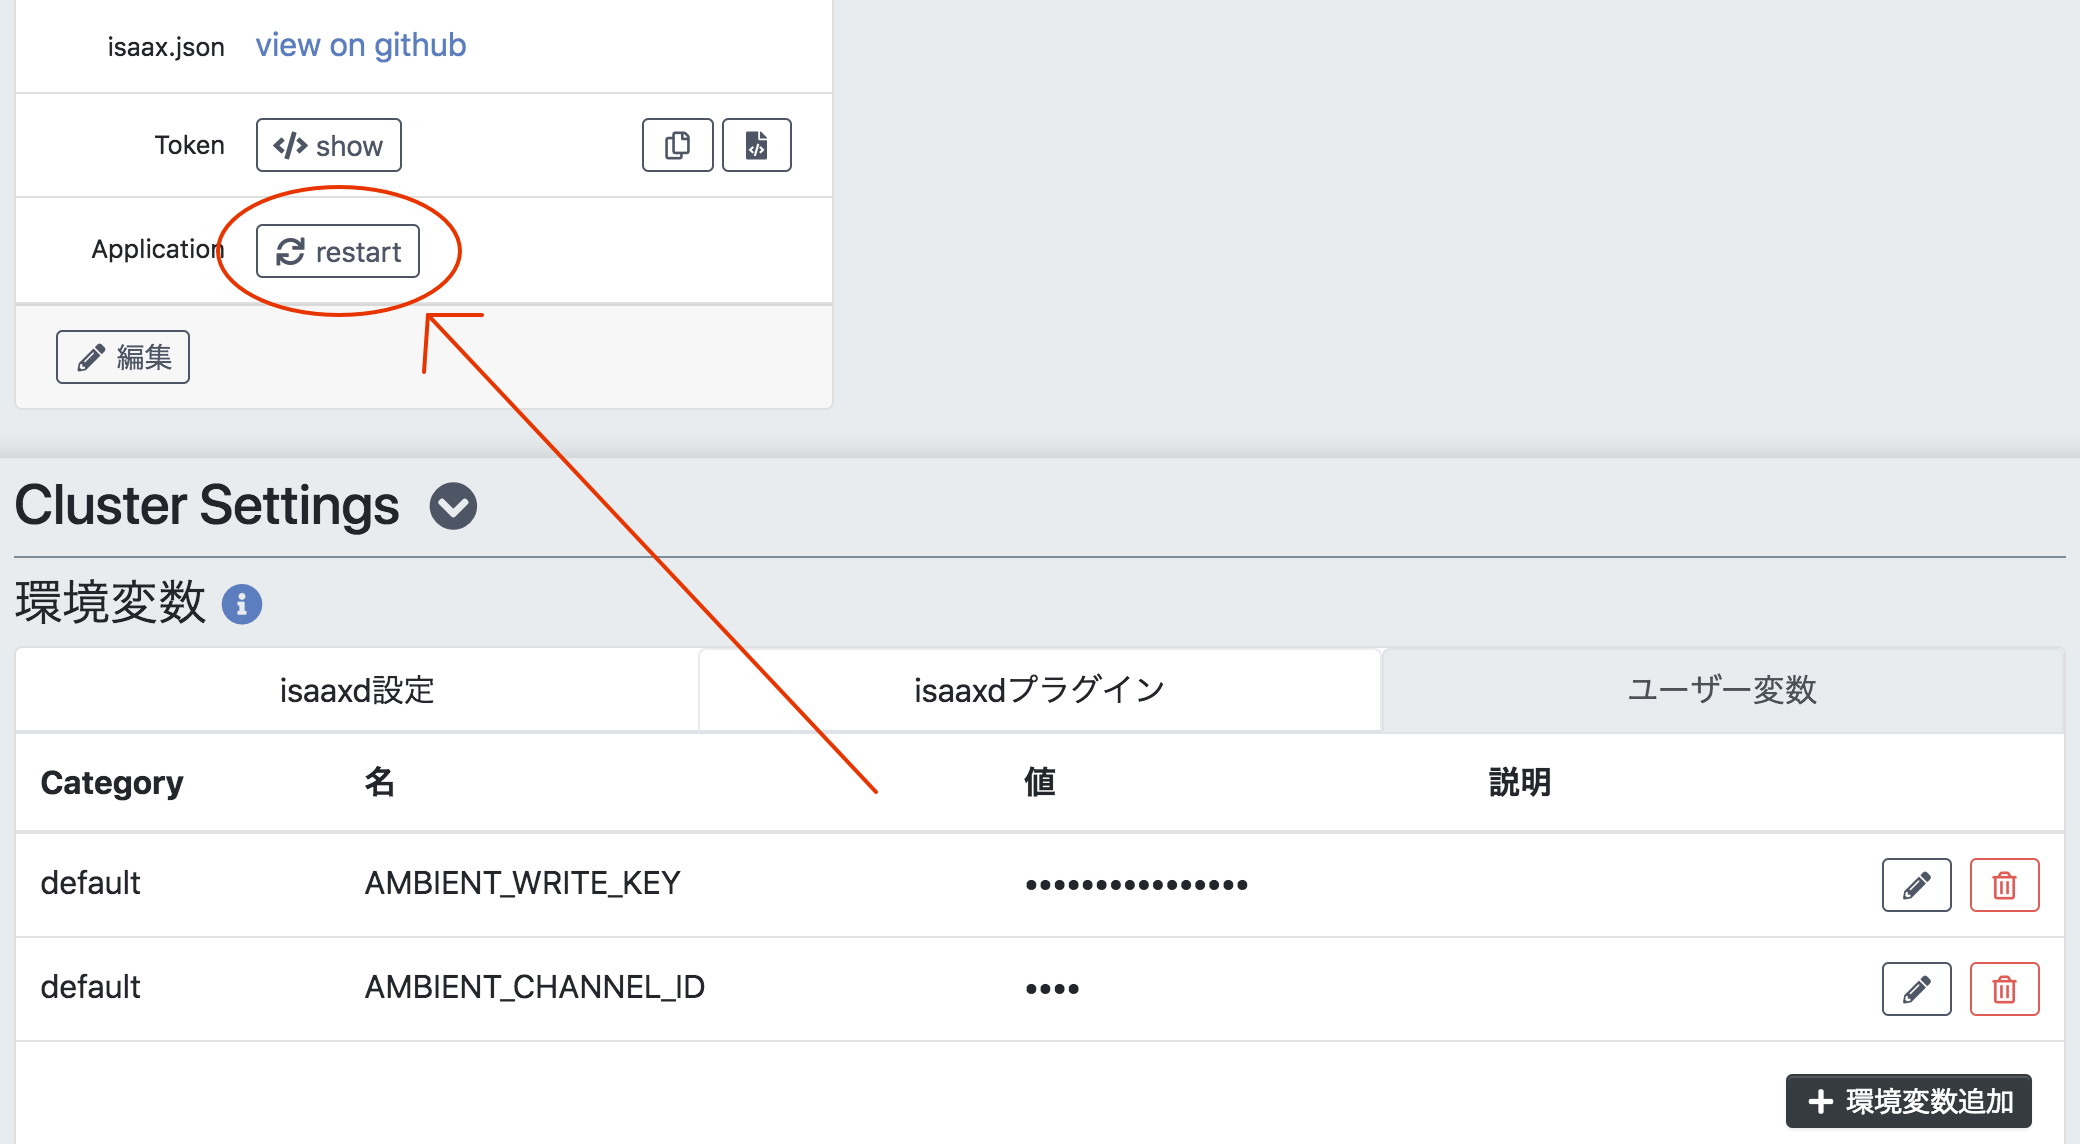 isaax.json view on github
Token </> show
Application restart
編集
Cluster Settings
環境変数
isaaxd設定 isaaxdプラグイン ユーザー変数
Category 名 値 説明
default AMBIENT_WRITE_KEY ••••••••••••••••
default AMBIENT_CHANNEL_ID ••••
+ 環境変数追加